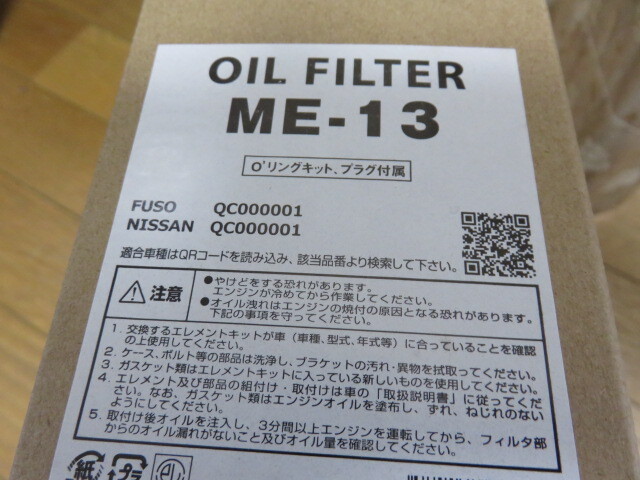 OIL FILTER
ME-13
O'リングキット、プラグ付属
FUSO QC000001
NISSAN QC000001
適合車種はQRコードを読み込み、該当品番より検索して下さい。
注意
●やけどをする恐れがあります。
エンジンが冷めてから作業してください。
●オイル洩れはエンジンの焼付の原因となる恐れがあります。
下記の事項を守ってください。
1. 交換するエレメントキットが車（車種、型式、年式等）に合っていることを確認
の上使用してください。
2. ケース、ボルト等の部品は洗浄し、ブラケットの汚れ・異物を拭取ってください。
3. ガスケット類はエレメントキットに入っている新しいものを使用してください。
4. エレメント及び部品の組付け・取付けは車の「取扱説明書」に従ってくだ
さい。なお、ガスケット類はエンジンオイルを塗布し、ずれ、ねじれのない
ようにしてください。
5. 取付け後オイルを注入し、3分間以上エンジンを運転してから、フィルタ部
からのオイル漏れがないこと及びオイル量を確認してください。
紙
プラ